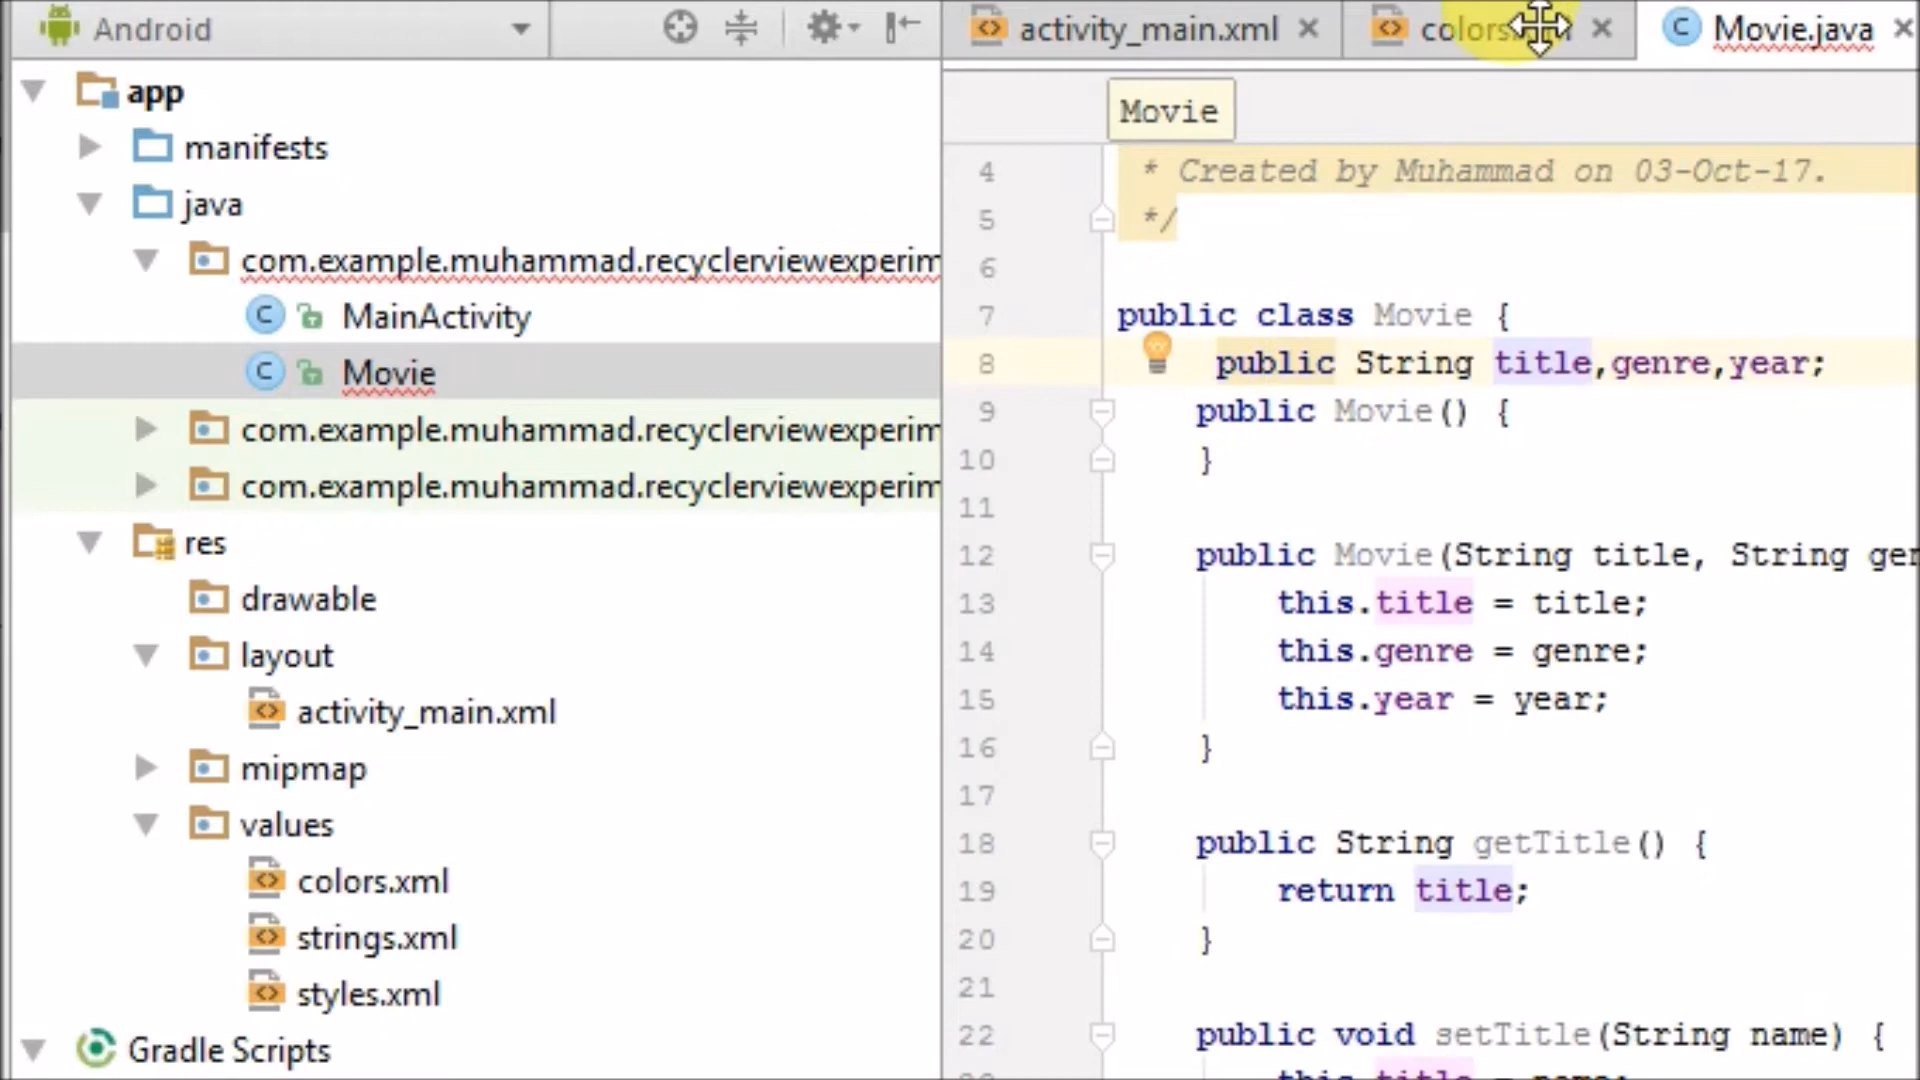 Android
app
manifests
java
com.example.muhammad.recyclerviewexperim
MainActivity
Movie
com.example.muhammad.recyclerviewexperim
com.example.muhammad.recyclerviewexperim
res
drawable
layout
activity_main.xml
mipmap
values
colors.xml
strings.xml
styles.xml
Gradle Scripts
activity_main.xml
Movie.java
Movie
4 * Created by Muhammad on 03-Oct-17.
5 */
6
7 public class Movie {
8 public String title,genre,year;
9 public Movie() {
10 }
11
12 public Movie(String title, String gen
13 this.title = title;
14 this.genre = genre;
15 this.year = year;
16 }
17
18 public String getTitle() {
19 return title;
20 }
21
22 public void setTitle(String name) {